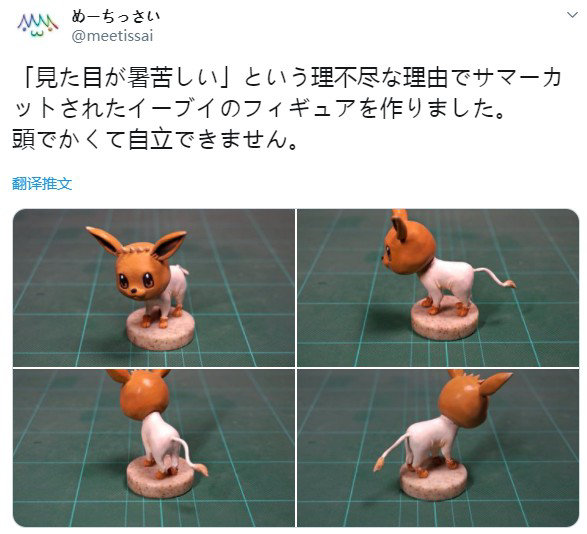 めーちっさい
@meetissai
「見た目が暑苦しい」という理不尽な理由でサマーカ
ットされたイーブイのフィギュアを作りました。
頭でかくて自立できません。
翻译推文